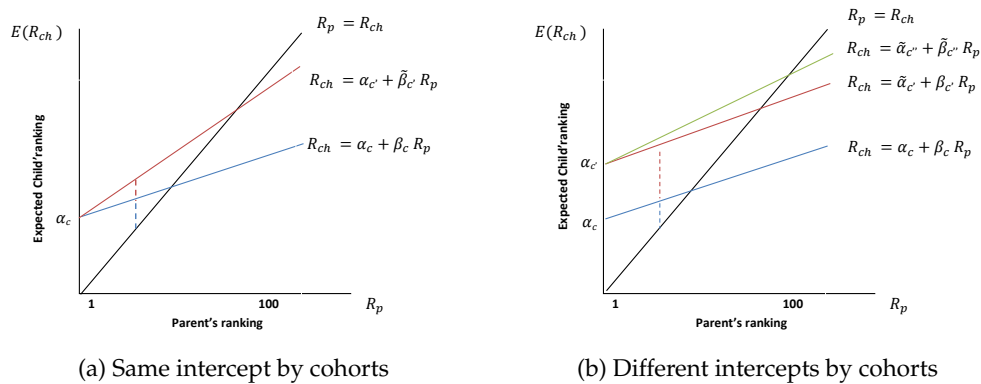 E(R_ch)
R_p = R_ch
R_ch = α_c' + β̃_c' R_p
R_ch = α_c + β_c R_p
α_c
Expected Child'ranking
1
100
R_p
Parent's ranking
(a) Same intercept by cohorts
E(R_ch)
R_p = R_ch
R_ch = α̃_c'' + β̃_c'' R_p
R_ch = α̃_c' + β_c' R_p
R_ch = α_c + β_c R_p
α_c'
α_c
Expected Child'ranking
1
100
R_p
Parent's ranking
(b) Different intercepts by cohorts